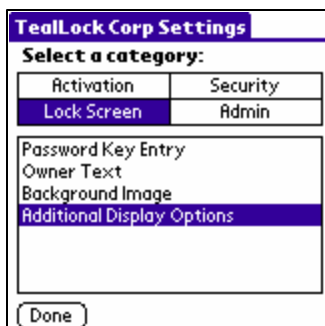 TealLock Corp Settings
Select a category:
Activation Security
Lock Screen Admin
Password Key Entry
Owner Text
Background Image
Additional Display Options
Done